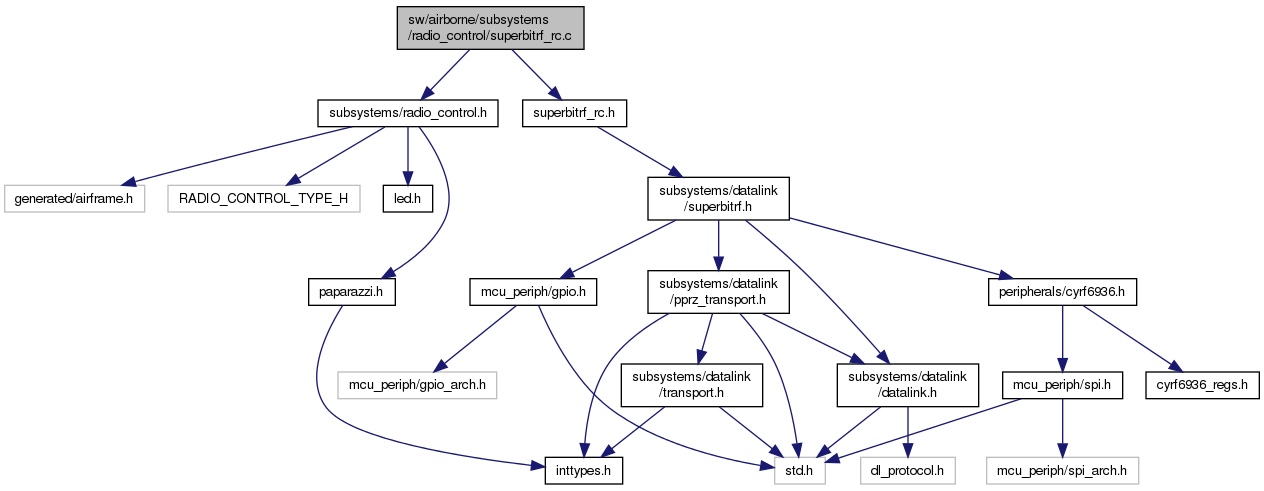 sw/airborne/subsystems
/radio_control/superbitrf_rc.c
subsystems/radio_control.h
superbitrf_rc.h
generated/airframe.h
RADIO_CONTROL_TYPE_H
led.h
subsystems/datalink
/superbitrf.h
paparazzi.h
mcu_periph/gpio.h
subsystems/datalink
/pprz_transport.h
peripherals/cyrf6936.h
mcu_periph/gpio_arch.h
subsystems/datalink
/transport.h
subsystems/datalink
/datalink.h
mcu_periph/spi.h
cyrf6936_regs.h
inttypes.h
std.h
dl_protocol.h
mcu_periph/spi_arch.h